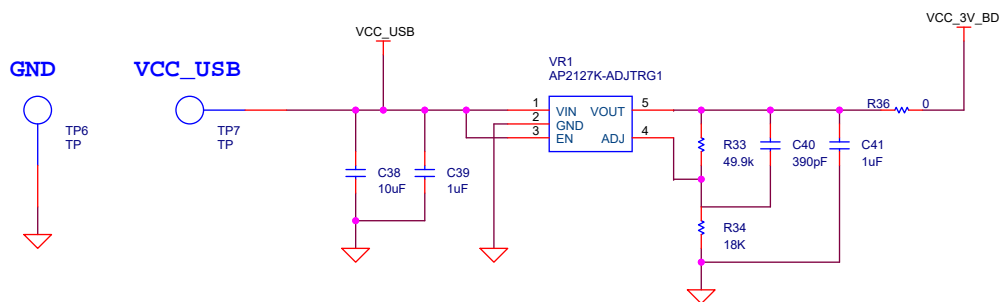 VCC_3V_BD
VCC_USB
GND
VCC_USB
VR1
AP2127K-ADJTRG1
TP6
TP
TP7
TP
1
2
3
VIN
GND
EN
VOUT
ADJ
5
4
R36
0
C38
10uF
C39
1uF
R33
49.9k
C40
390pF
C41
1uF
R34
18K